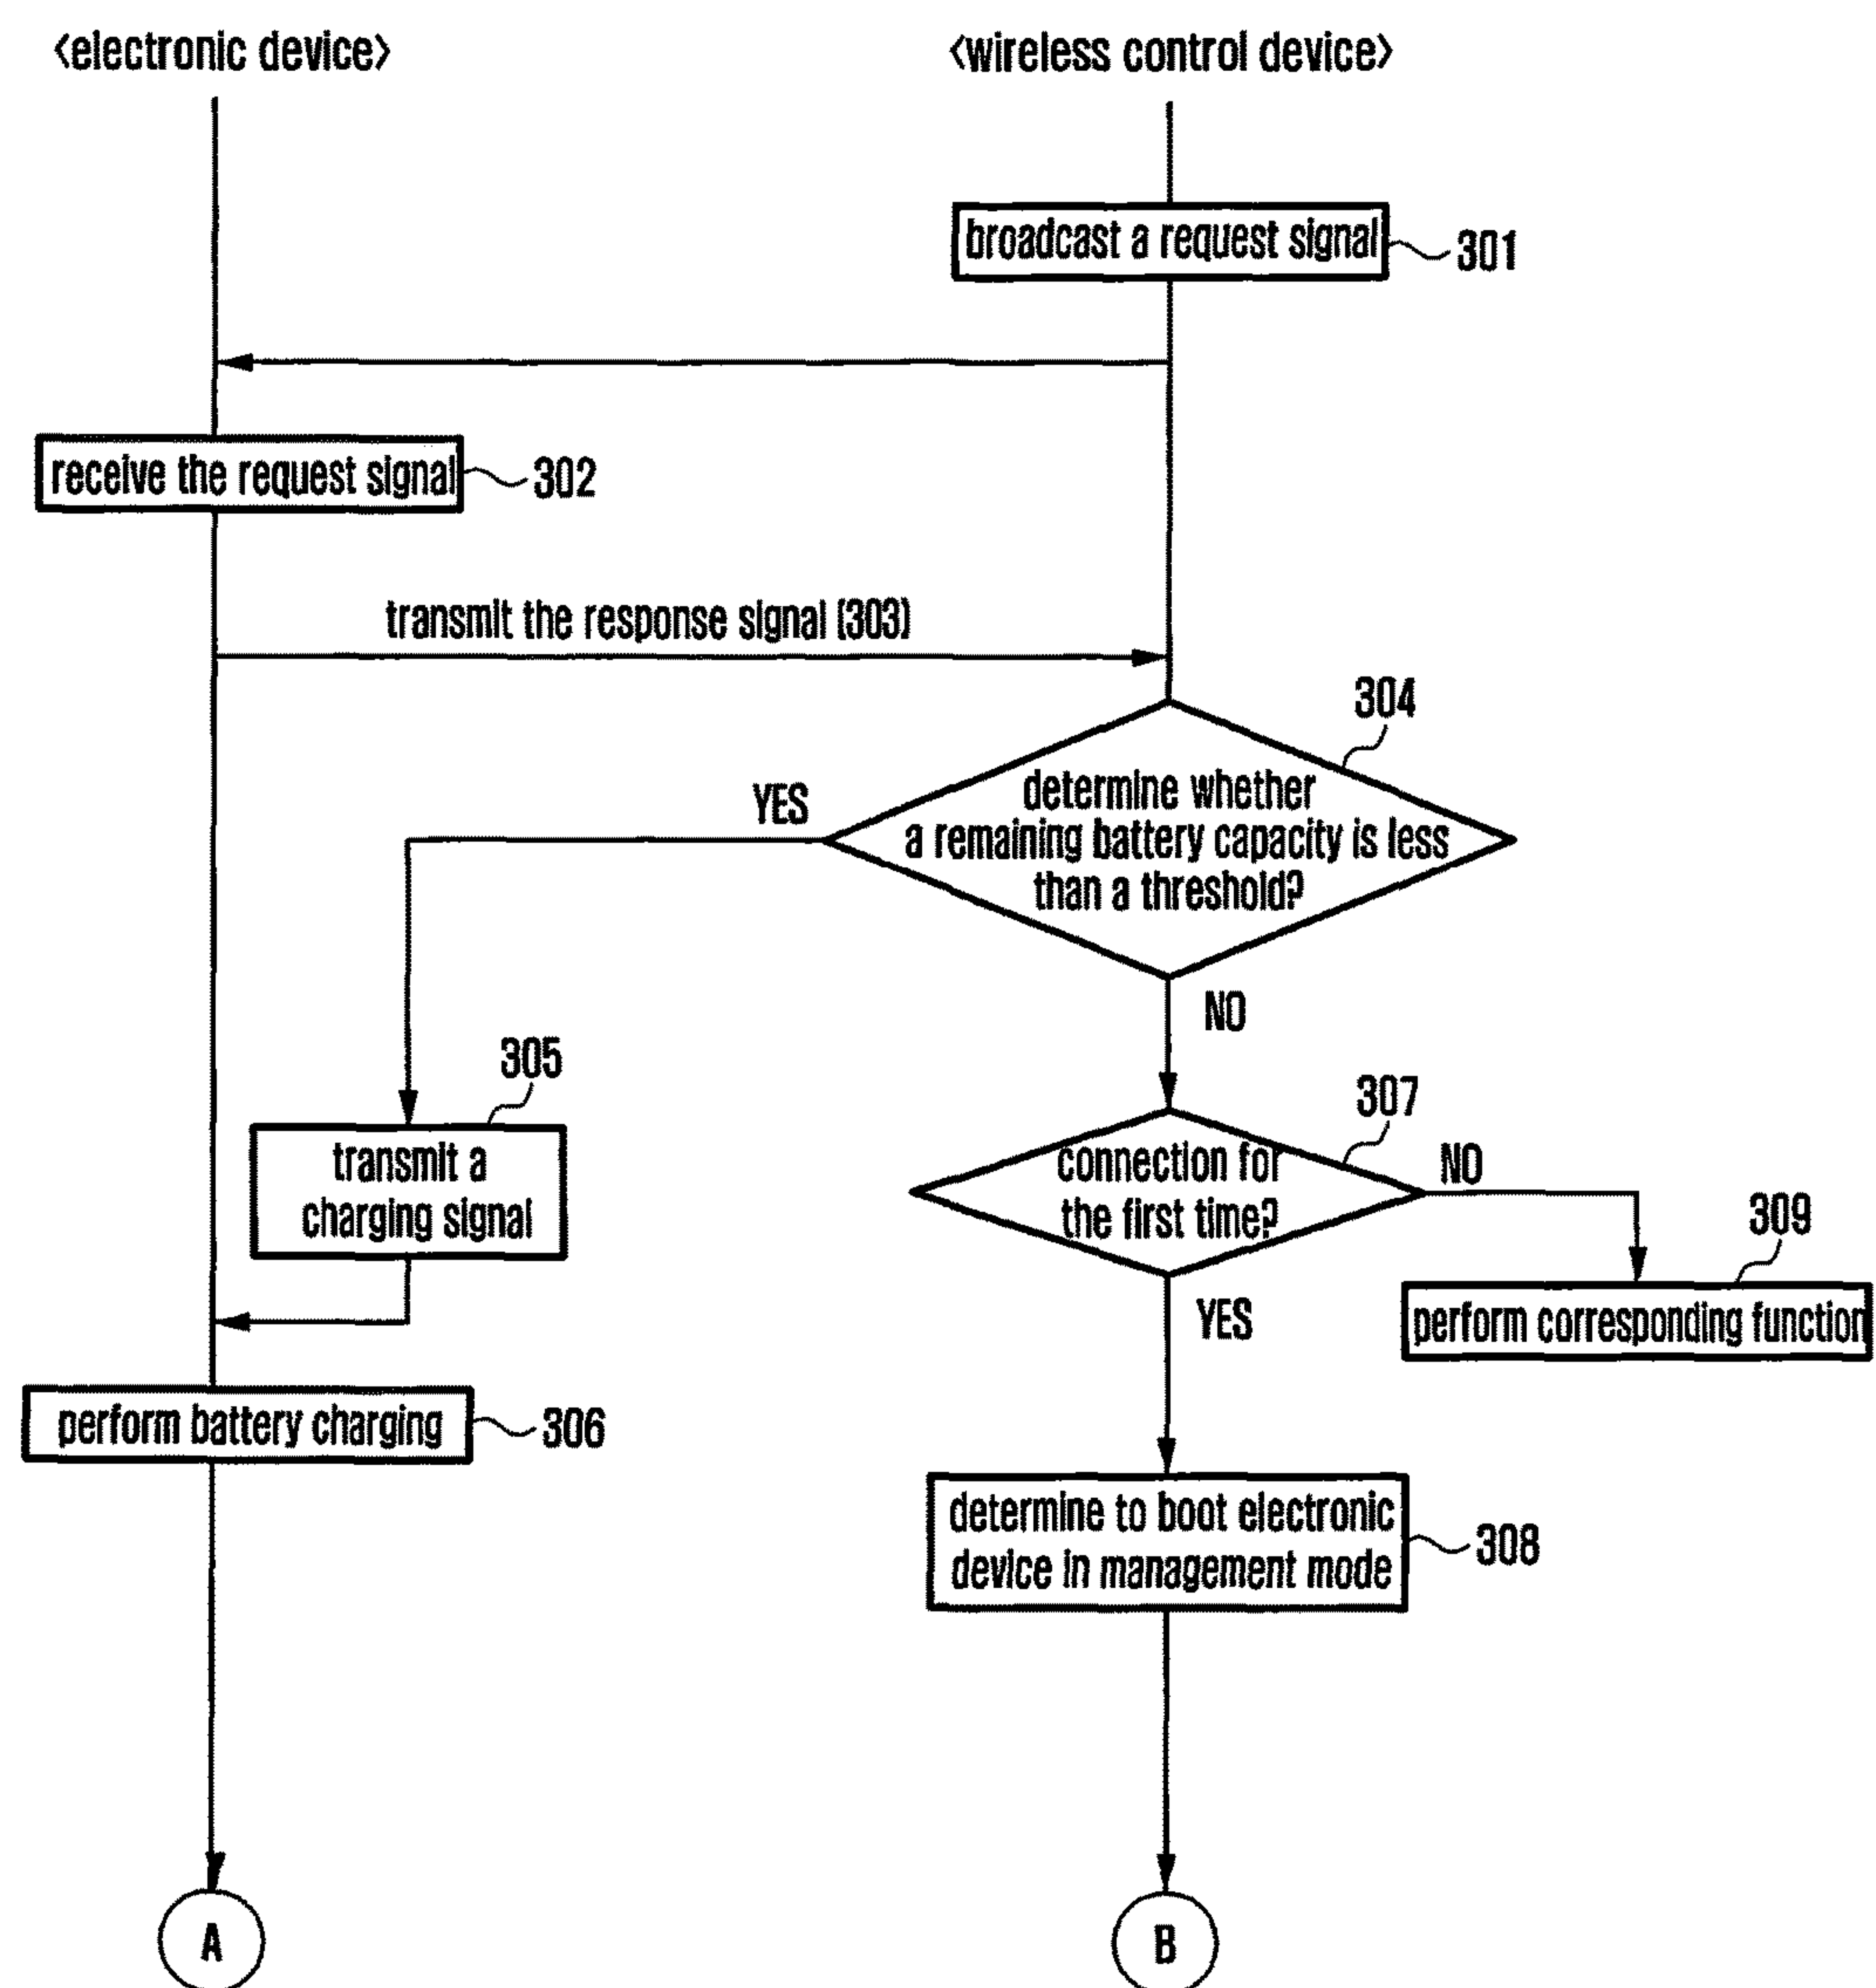 <electronic device>
<wireless control device>
broadcast a request signal
301
receive the request signal
302
transmit the response signal (303)
304
determine whether
a remaining battery capacity is less
than a threshold?
YES
NO
305
transmit a
charging signal
307
connection for
the first time?
NO
309
perform corresponding function
YES
perform battery charging
306
determine to boot electronic
device in management mode
308
A
B